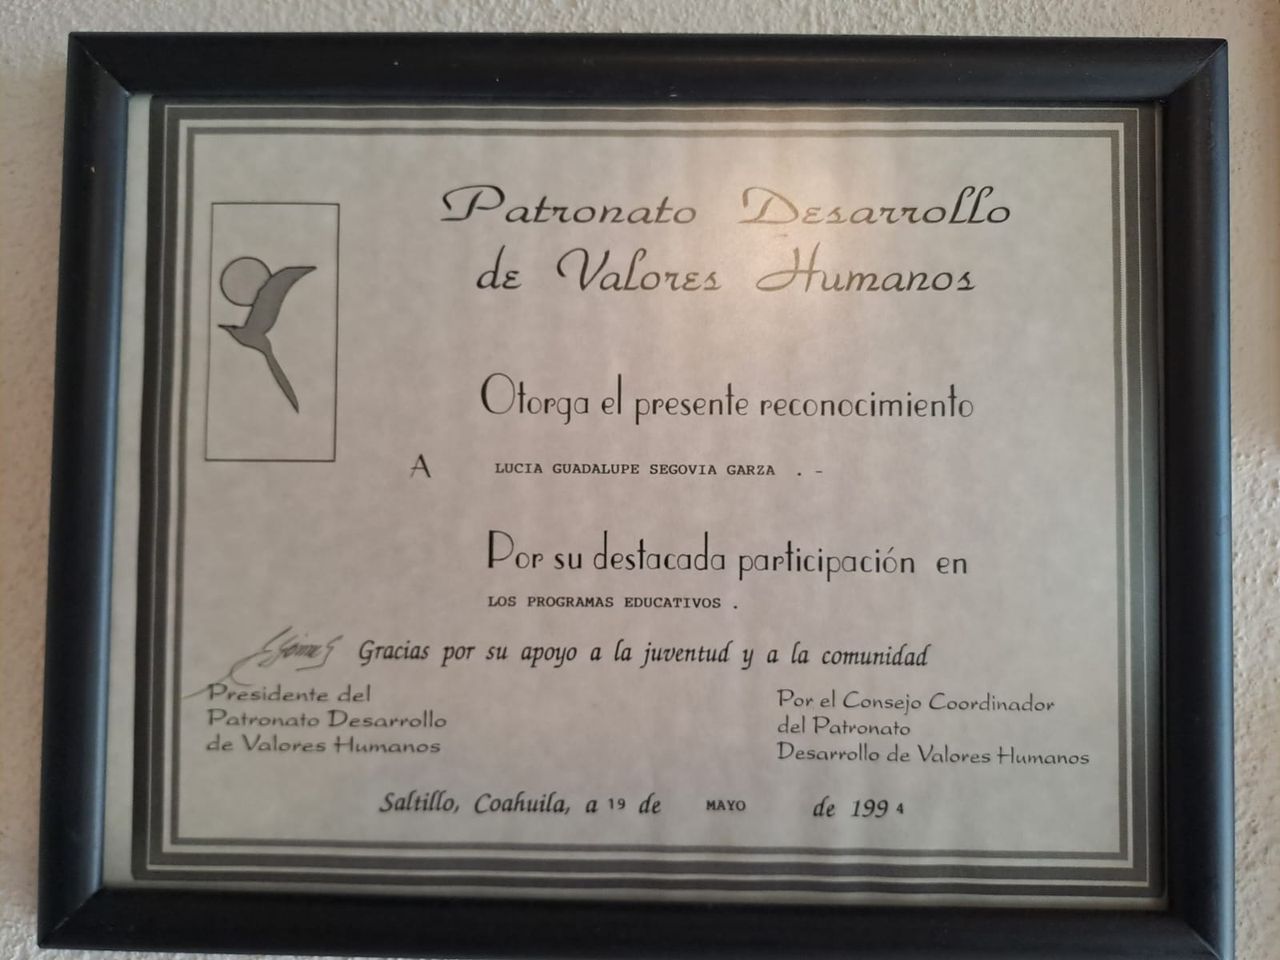 Patronato Desarrollo
de Valores Humanos
Otorga el presente reconocimiento
A LUCIA GUADALUPE SEGOVIA GARZA . -
Por su destacada participación en
LOS PROGRAMAS EDUCATIVOS .
Gracias por su apoyo a la juventud y a la comunidad
Presidente del
Patronato Desarrollo
de Valores Humanos
Por el Consejo Coordinador
del Patronato
Desarrollo de Valores Humanos
Saltillo, Coahuila, a 19 de MAYO de 1994